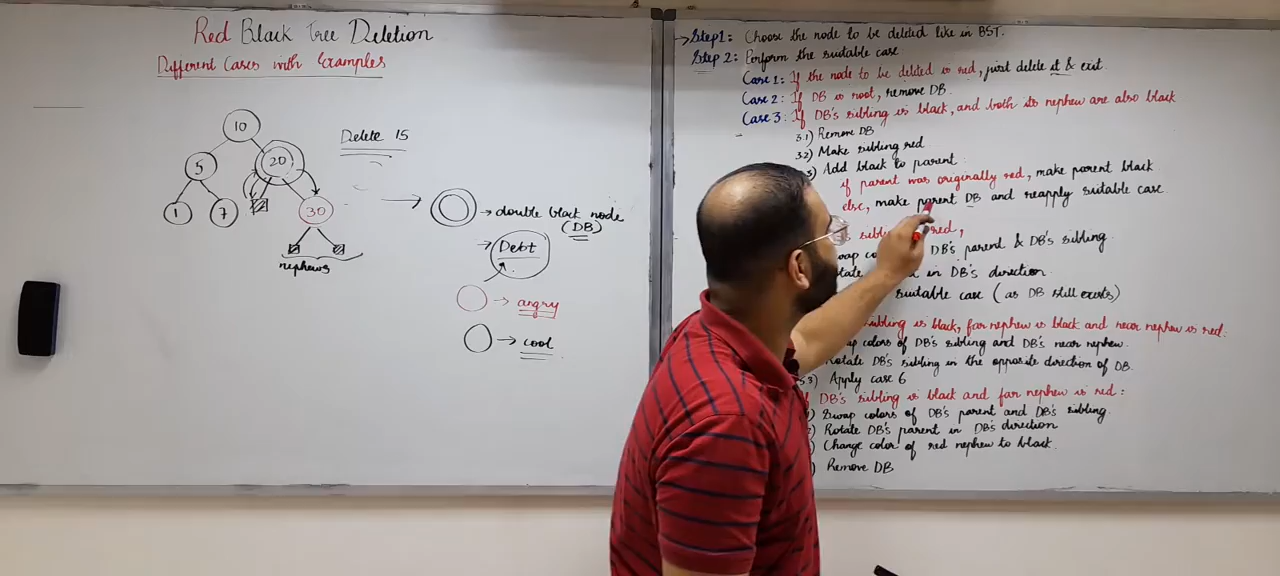 Red Black Tree Deletion
Different Cases with Examples
10
5
20
1
7
30
nephews
Delete 15
double black node
(DB)
Debt
angry
cool
Step1: Choose the node to be deleted like in BST.
Step 2: Perform the suitable case
Case 1: If the node to be deleted is red, just delete it & exit
Case 2: If DB is root, remove DB.
Case 3: If DB's sibling is black, and both its nephew are also black
3.1) Remove DB
3.2) Make sibling red.
) Add black to parent.
if parent was originally red, make parent black
else, make parent DB and reapply suitable case
red,
DB's parent & DB's sibling
in DB's direction
suitable case (as DB still exists)
sibling is black, far nephew is black and near nephew is red.
colors of DB's sibling and DB's near nephew.
Rotate DB's sibling in the opposite direction of DB.
5.3) Apply case 6
If DB's sibling is black and far nephew is red:
) Swap colors of DB's parent and DB's sibling
2) Rotate DB's parent in DB's direction
) Change color of red nephew to black.
) Remove DB